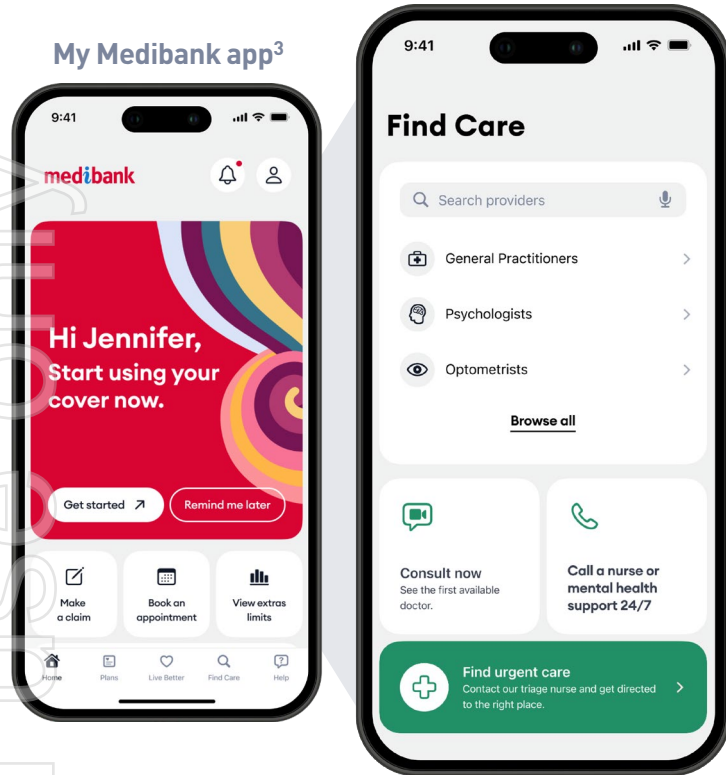 My Medibank app³
9:41
medibank
Hi Jennifer,
Start using your
cover now.
Get started
Remind me later
Make
a claim
Book an
appointment
View extras
limits
Home
Plans
Live Better
Find Care
Help
9:41
Find Care
Search providers
General Practitioners
Psychologists
Optometrists
Browse all
Consult now
See the first available
doctor.
Call a nurse or
mental health
support 24/7
Find urgent care
Contact our triage nurse and get directed
to the right place.
use only